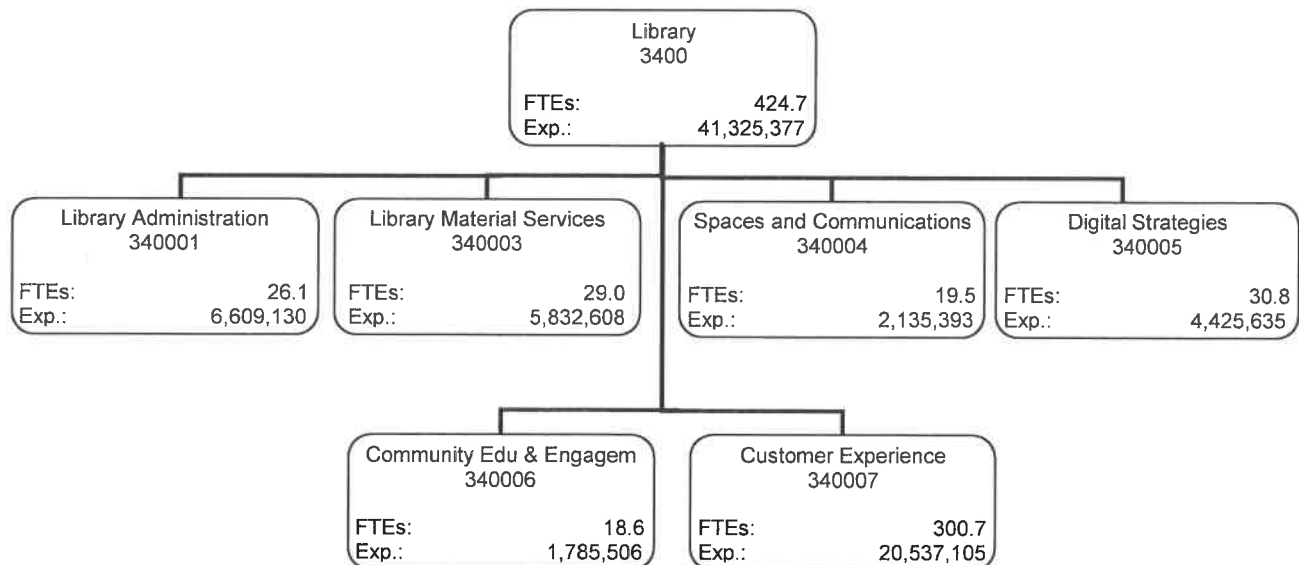 Library
3400
FTEs: 424.7
Exp.: 41,325,377
Library Administration
340001
FTEs: 26.1
Exp.: 6,609,130
Library Material Services
340003
FTEs: 29.0
Exp.: 5,832,608
Spaces and Communications
340004
FTEs: 19.5
Exp.: 2,135,393
Digital Strategies
340005
FTEs: 30.8
Exp.: 4,425,635
Community Edu & Engagem
340006
FTEs: 18.6
Exp.: 1,785,506
Customer Experience
340007
FTEs: 300.7
Exp.: 20,537,105